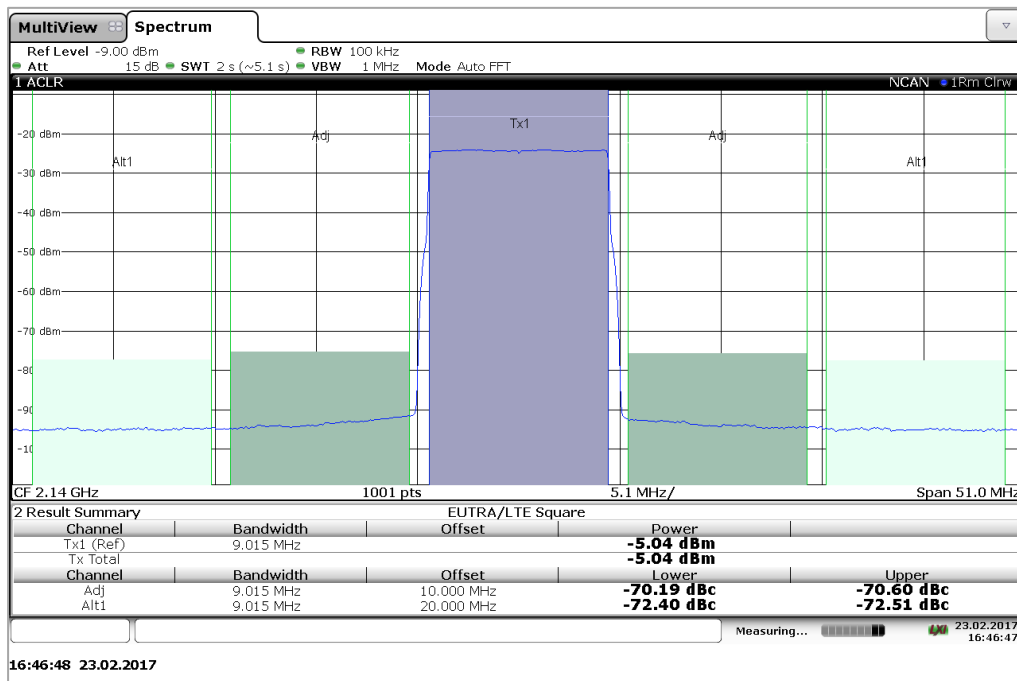 MultiView Spectrum
Ref Level -9.00 dBm RBW 100 kHz
Att 15 dB SWT 2 s (~5.1 s) VBW 1 MHz Mode Auto FFT
1 ACLR NCAN 1Rm Clrw
Tx1
-20 dBm Adj Adj
Alt1 Alt1
-30 dBm
-40 dBm
-50 dBm
-60 dBm
-70 dBm
-80
-90
-10
CF 2.14 GHz 1001 pts 5.1 MHz/ Span 51.0 MHz
2 Result Summary EUTRA/LTE Square
Channel Bandwidth Offset Power
Tx1 (Ref) 9.015 MHz -5.04 dBm
Tx Total -5.04 dBm
Channel Bandwidth Offset Lower Upper
Adj 9.015 MHz 10.000 MHz -70.19 dBc -70.60 dBc
Alt1 9.015 MHz 20.000 MHz -72.40 dBc -72.51 dBc
Measuring... LXI 23.02.2017
16:46:47
16:46:48 23.02.2017